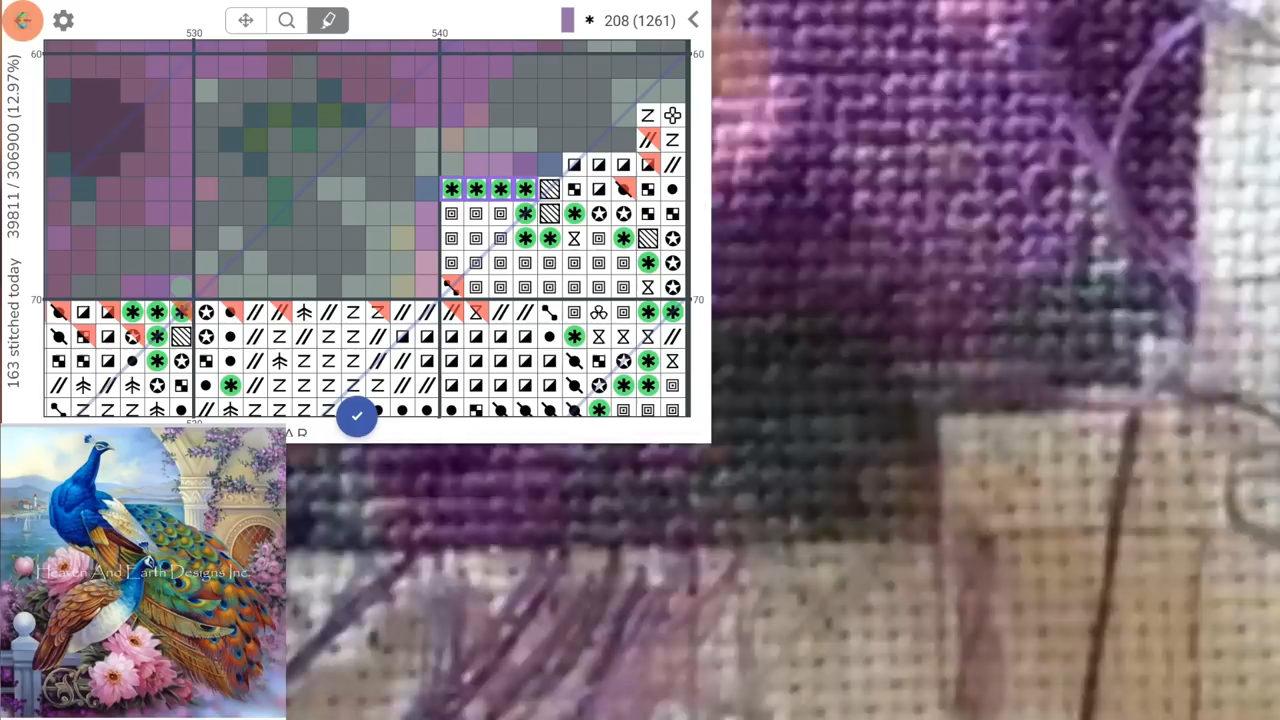 208 (1261)
530
540
60
60
39811 / 306900 (12.97%)
163 stitched today
70
70
Heaven And Earth Designs Inc.